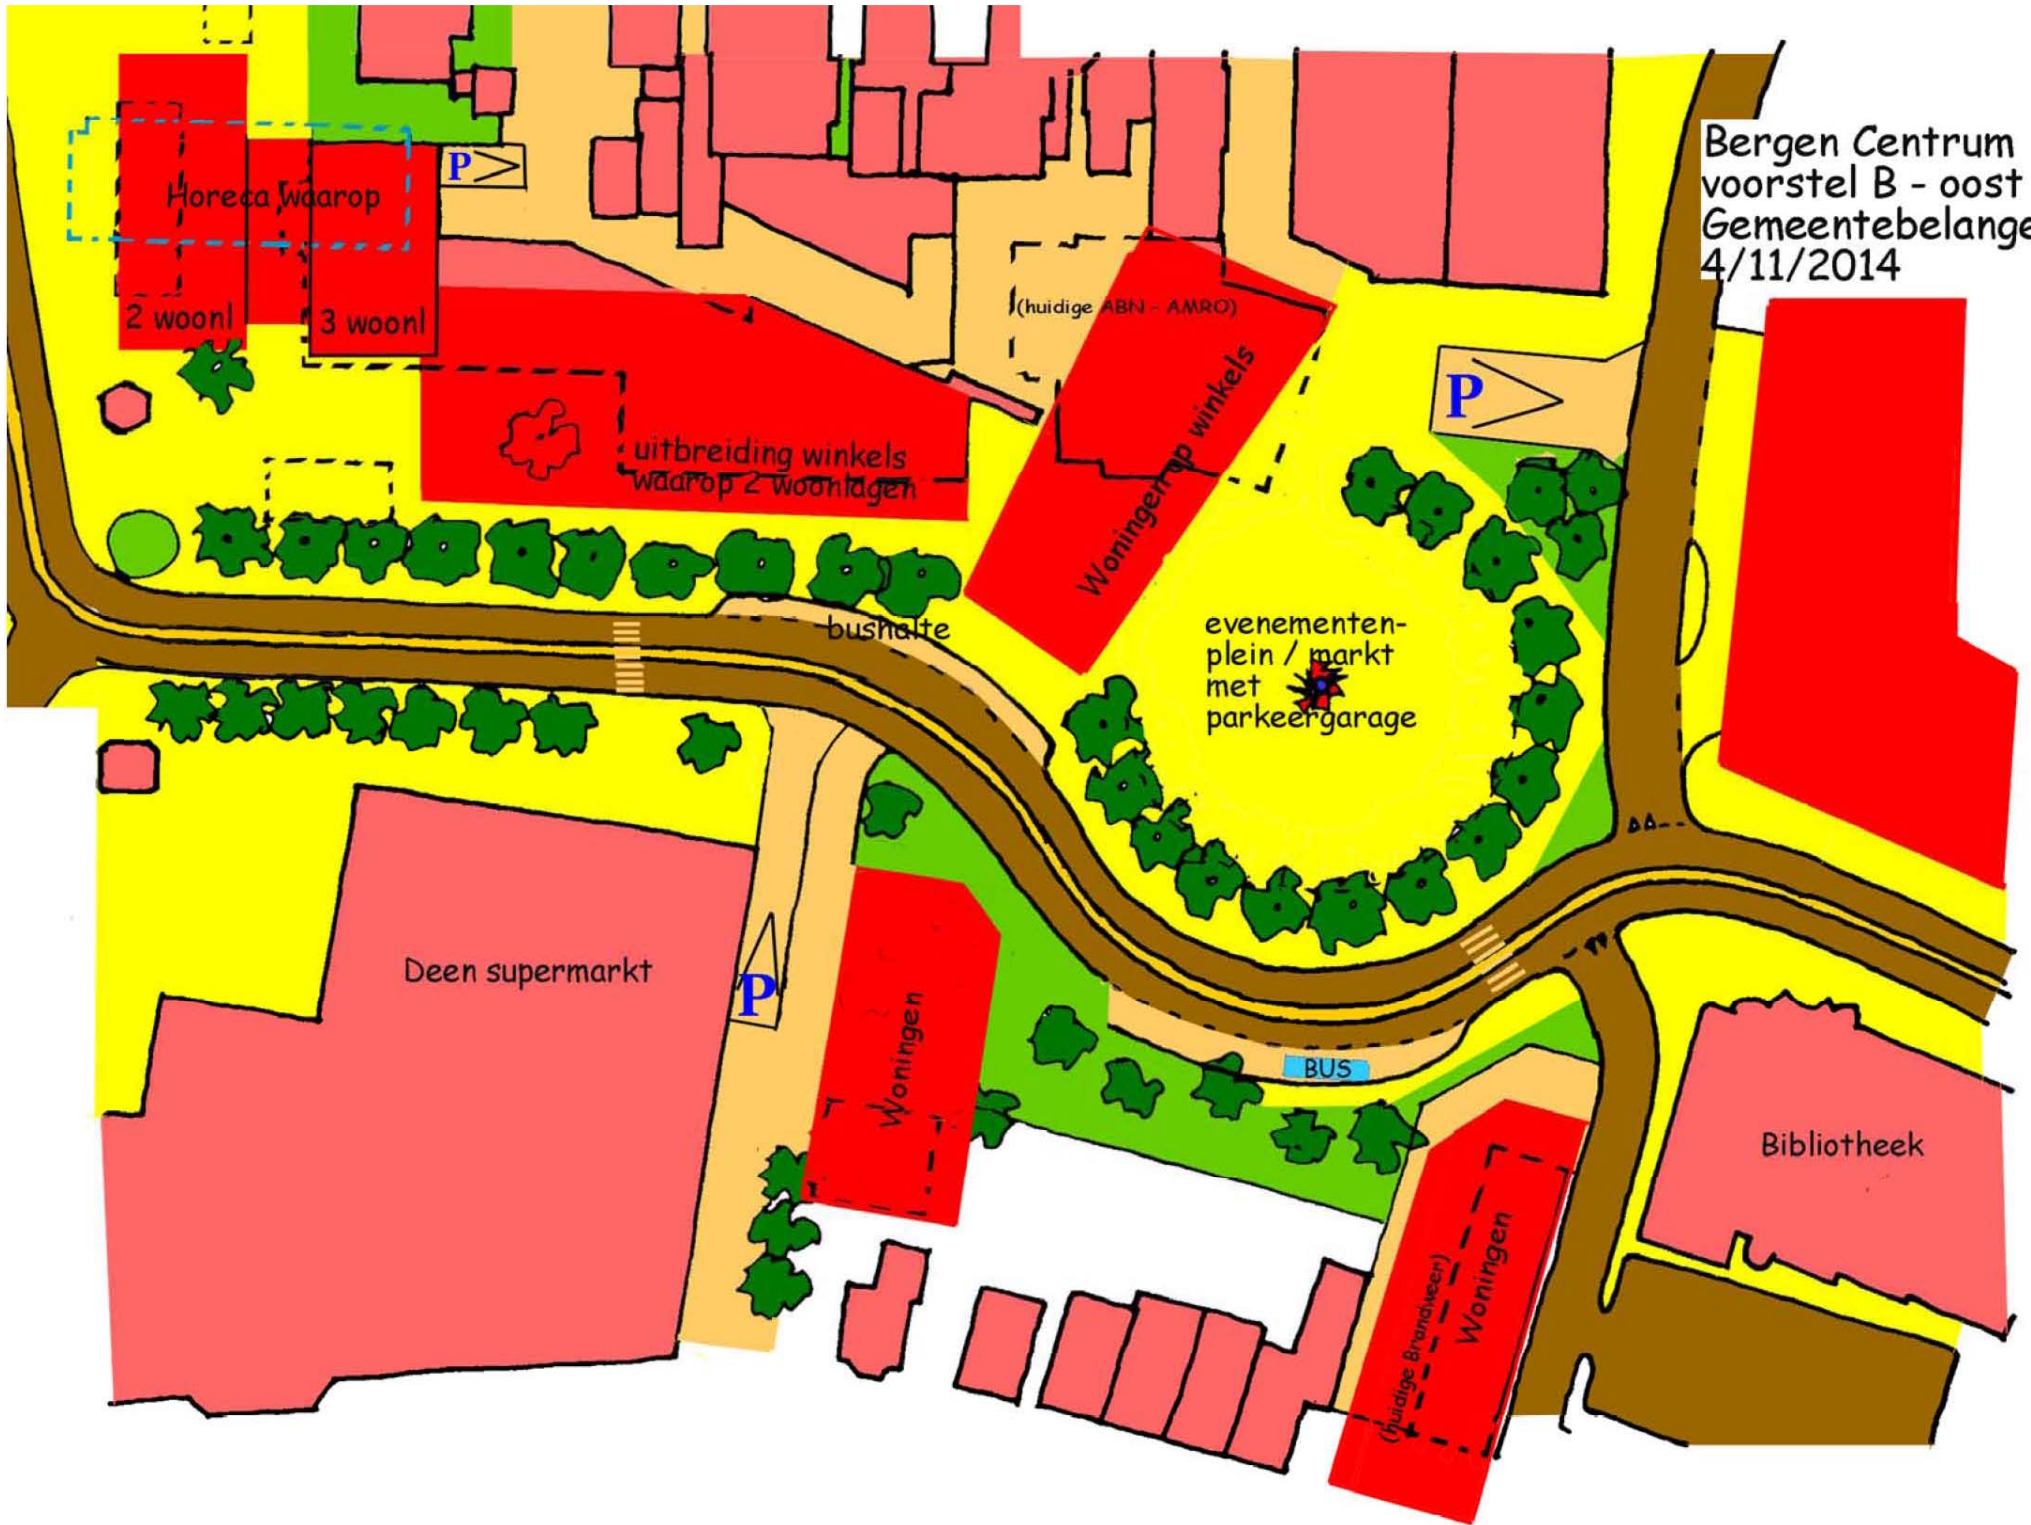 Bergen Centrum
voorstel B - oost
Gemeentebelange
4/11/2014
P
Horeca waarop
2 woonl
3 woonl
(huidige ABN - AMRO)
P
uitbreiding winkels
waarop 2 woonlagen
Woningen op winkels
bushalte
evenementen-
plein / markt
met
parkeergarage
Deen supermarkt
P
Woningen
BUS
Bibliotheek
Woningen
(huidige Brandweer)